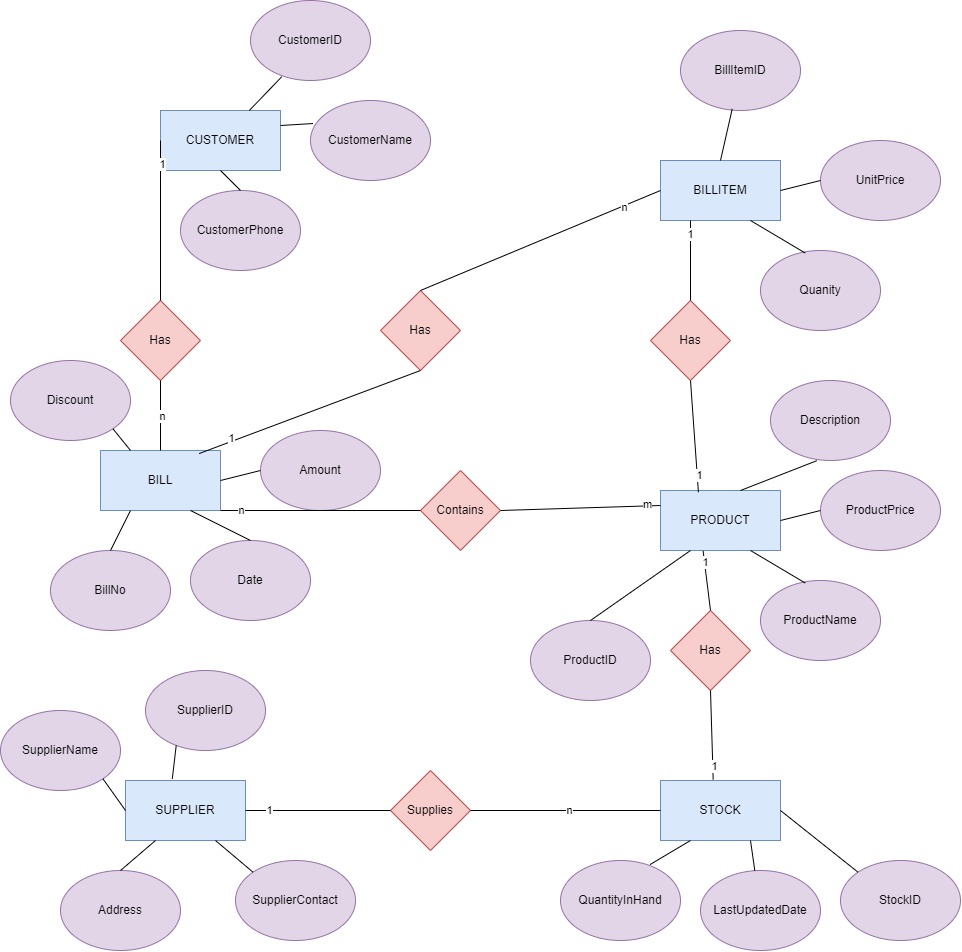 CustomerID
BillItemID
CUSTOMER
CustomerName
1
BILLITEM
UnitPrice
n
CustomerPhone
1
Quanity
Has
Has
Has
Discount
n
Description
1
BILL
Amount
1
n
Contains
m
PRODUCT
ProductPrice
1
BillNo
Date
ProductName
ProductID
Has
SupplierID
SupplierName
1
SUPPLIER
1
Supplies
n
STOCK
Address
SupplierContact
QuantityInHand
LastUpdatedDate
StockID